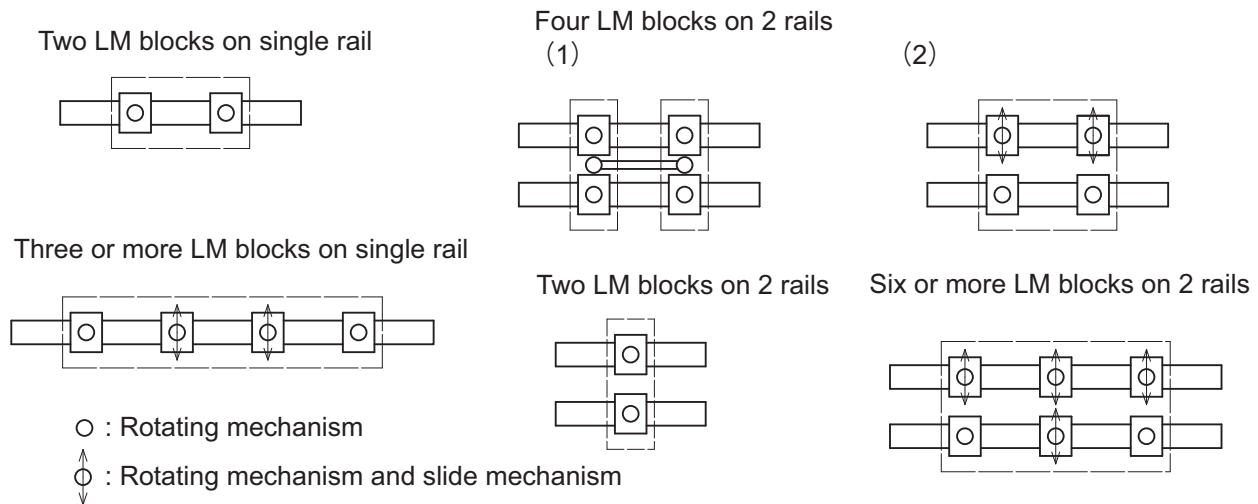 Two LM blocks on single rail
Four LM blocks on 2 rails
(1)
(2)
Three or more LM blocks on single rail
Two LM blocks on 2 rails
Six or more LM blocks on 2 rails
: Rotating mechanism
: Rotating mechanism and slide mechanism